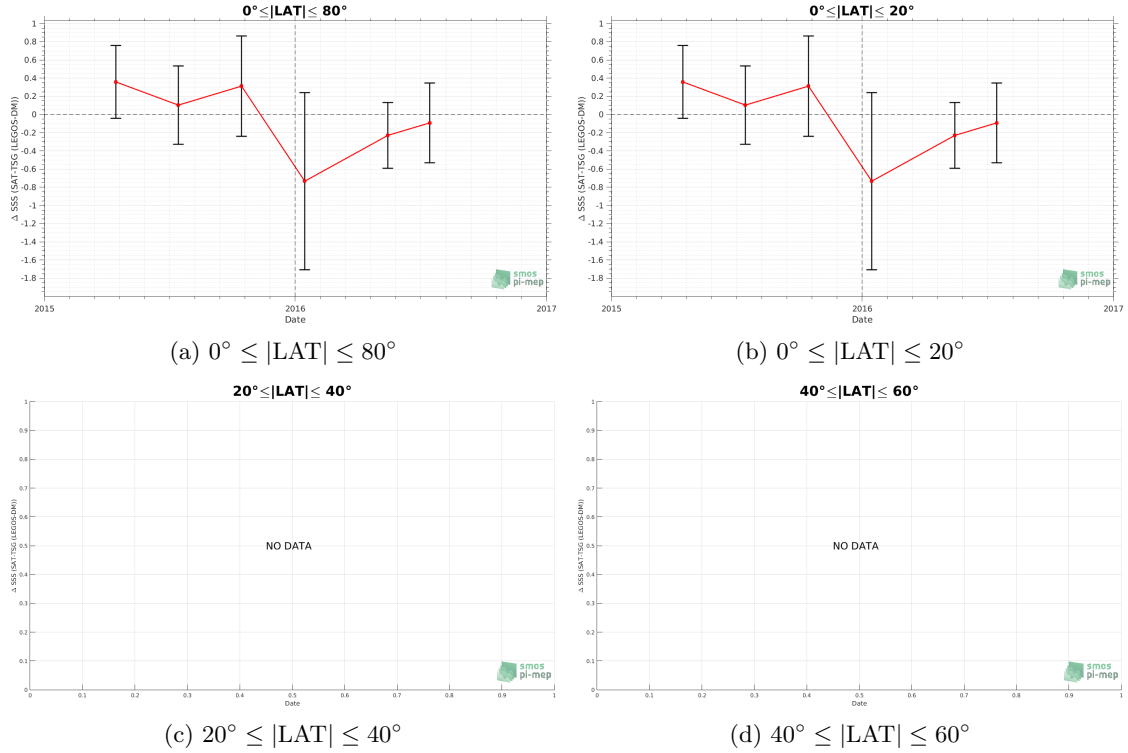 0°≤|LAT|≤ 80°
Δ SSS (SAT-TSG (LEGOS-DM))
1
0.8
0.6
0.4
0.2
0
-0.2
-0.4
-0.6
-0.8
-1
-1.2
-1.4
-1.6
-1.8
2015
2016
2017
Date
smos
pi-mep
(a) 0° ≤ |LAT| ≤ 80°
0°≤|LAT|≤ 20°
Δ SSS (SAT-TSG (LEGOS-DM))
1
0.8
0.6
0.4
0.2
0
-0.2
-0.4
-0.6
-0.8
-1
-1.2
-1.4
-1.6
-1.8
2015
2016
2017
Date
smos
pi-mep
(b) 0° ≤ |LAT| ≤ 20°
20°≤|LAT|≤ 40°
Δ SSS (SAT-TSG (LEGOS-DM))
1
0.9
0.8
0.7
0.6
0.5
0.4
0.3
0.2
0.1
0
NO DATA
0 0.1 0.2 0.3 0.4 0.5 0.6 0.7 0.8 0.9 1
Date
smos
pi-mep
(c) 20° ≤ |LAT| ≤ 40°
40°≤|LAT|≤ 60°
Δ SSS (SAT-TSG (LEGOS-DM))
1
0.9
0.8
0.7
0.6
0.5
0.4
0.3
0.2
0.1
0
NO DATA
0 0.1 0.2 0.3 0.4 0.5 0.6 0.7 0.8 0.9 1
Date
smos
pi-mep
(d) 40° ≤ |LAT| ≤ 60°